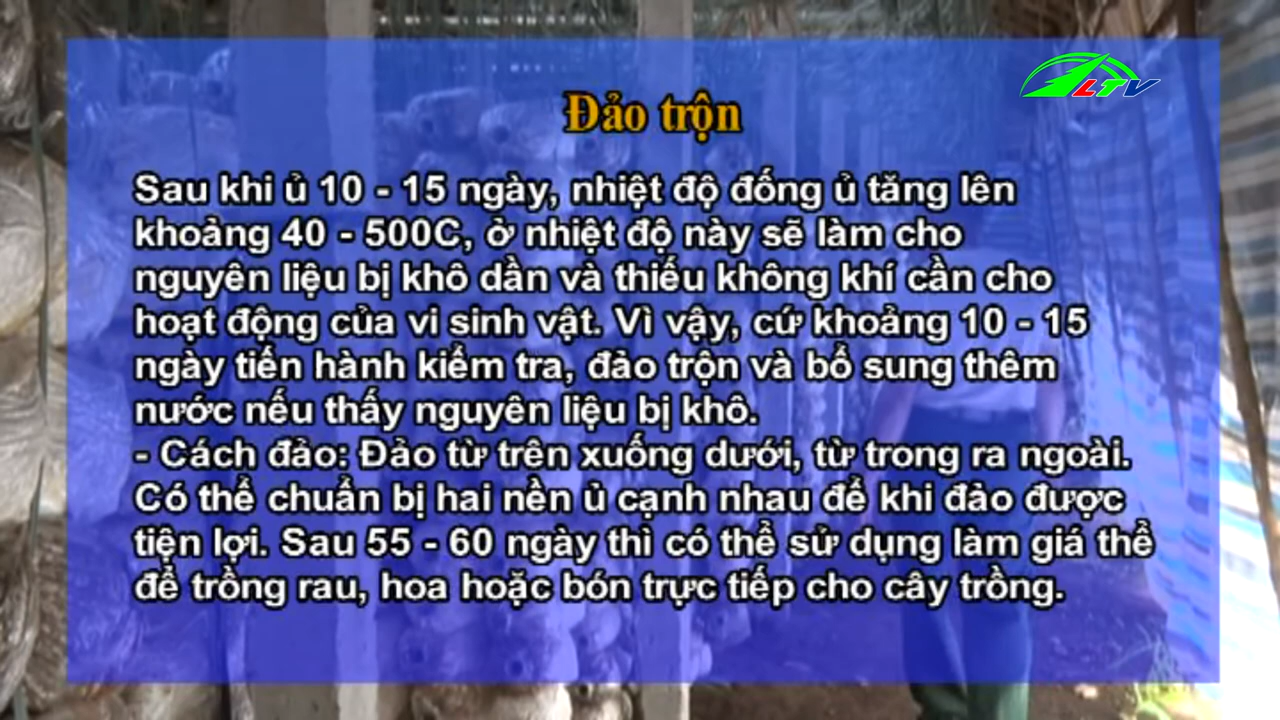 LTV
Đảo trộn
Sau khi ủ 10 - 15 ngày, nhiệt độ đống ủ tăng lên
khoảng 40 - 500C, ở nhiệt độ này sẽ làm cho
nguyên liệu bị khô dần và thiếu không khí cần cho
hoạt động của vi sinh vật. Vì vậy, cứ khoảng 10 - 15
ngày tiến hành kiểm tra, đảo trộn và bổ sung thêm
nước nếu thấy nguyên liệu bị khô.
- Cách đảo: Đảo từ trên xuống dưới, từ trong ra ngoài.
Có thể chuẩn bị hai nền ủ cạnh nhau để khi đảo được
tiện lợi. Sau 55 - 60 ngày thì có thể sử dụng làm giá thể
để trồng rau, hoa hoặc bón trực tiếp cho cây trồng.